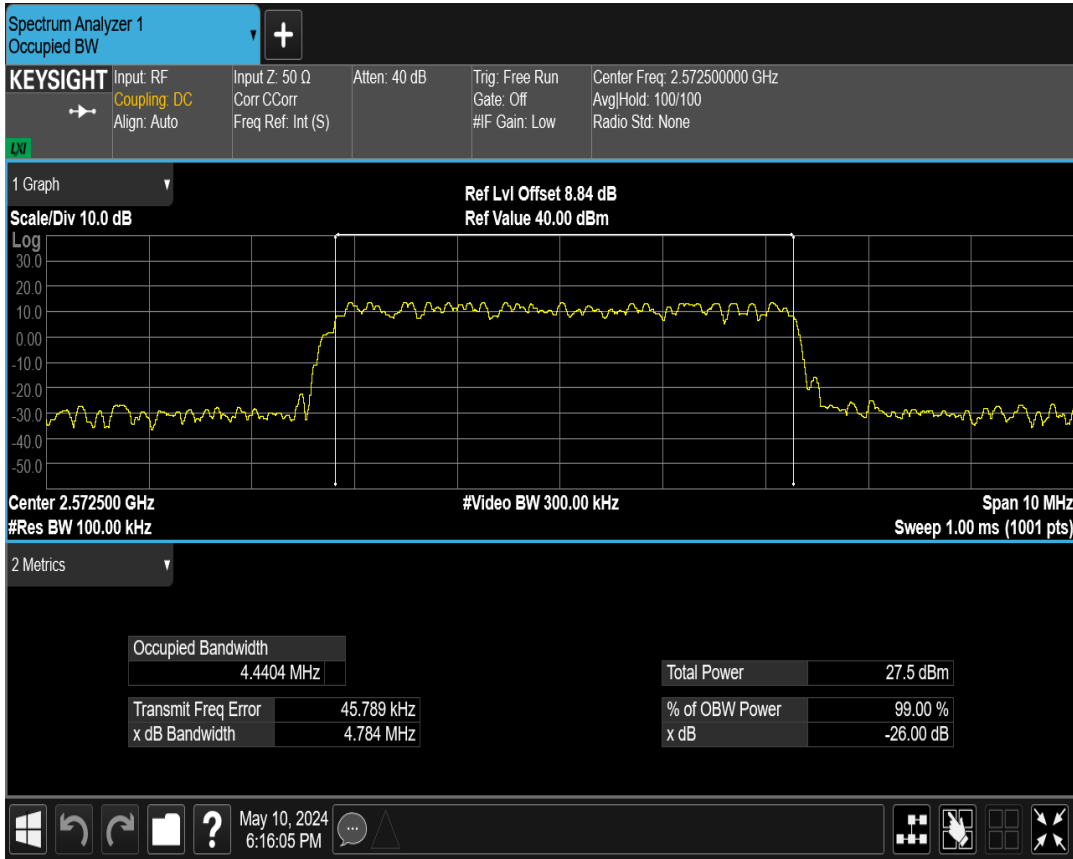 Spectrum Analyzer 1
Occupied BW
KEYSIGHT
LXI
Input: RF
Coupling: DC
Align: Auto
Input Z: 50 Ω
Corr CCorr
Freq Ref: Int (S)
Atten: 40 dB
Trig: Free Run
Gate: Off
#IF Gain: Low
Center Freq: 2.572500000 GHz
Avg|Hold: 100/100
Radio Std: None
1 Graph
Scale/Div 10.0 dB
Ref Lvl Offset 8.84 dB
Ref Value 40.00 dBm
Log
30.0
20.0
10.0
0.00
-10.0
-20.0
-30.0
-40.0
-50.0
Center 2.572500 GHz
#Res BW 100.00 kHz
#Video BW 300.00 kHz
Span 10 MHz
Sweep 1.00 ms (1001 pts)
2 Metrics
Occupied Bandwidth
4.4404 MHz
Transmit Freq Error 45.789 kHz
x dB Bandwidth 4.784 MHz
Total Power 27.5 dBm
% of OBW Power 99.00 %
x dB -26.00 dB
May 10, 2024
6:16:05 PM